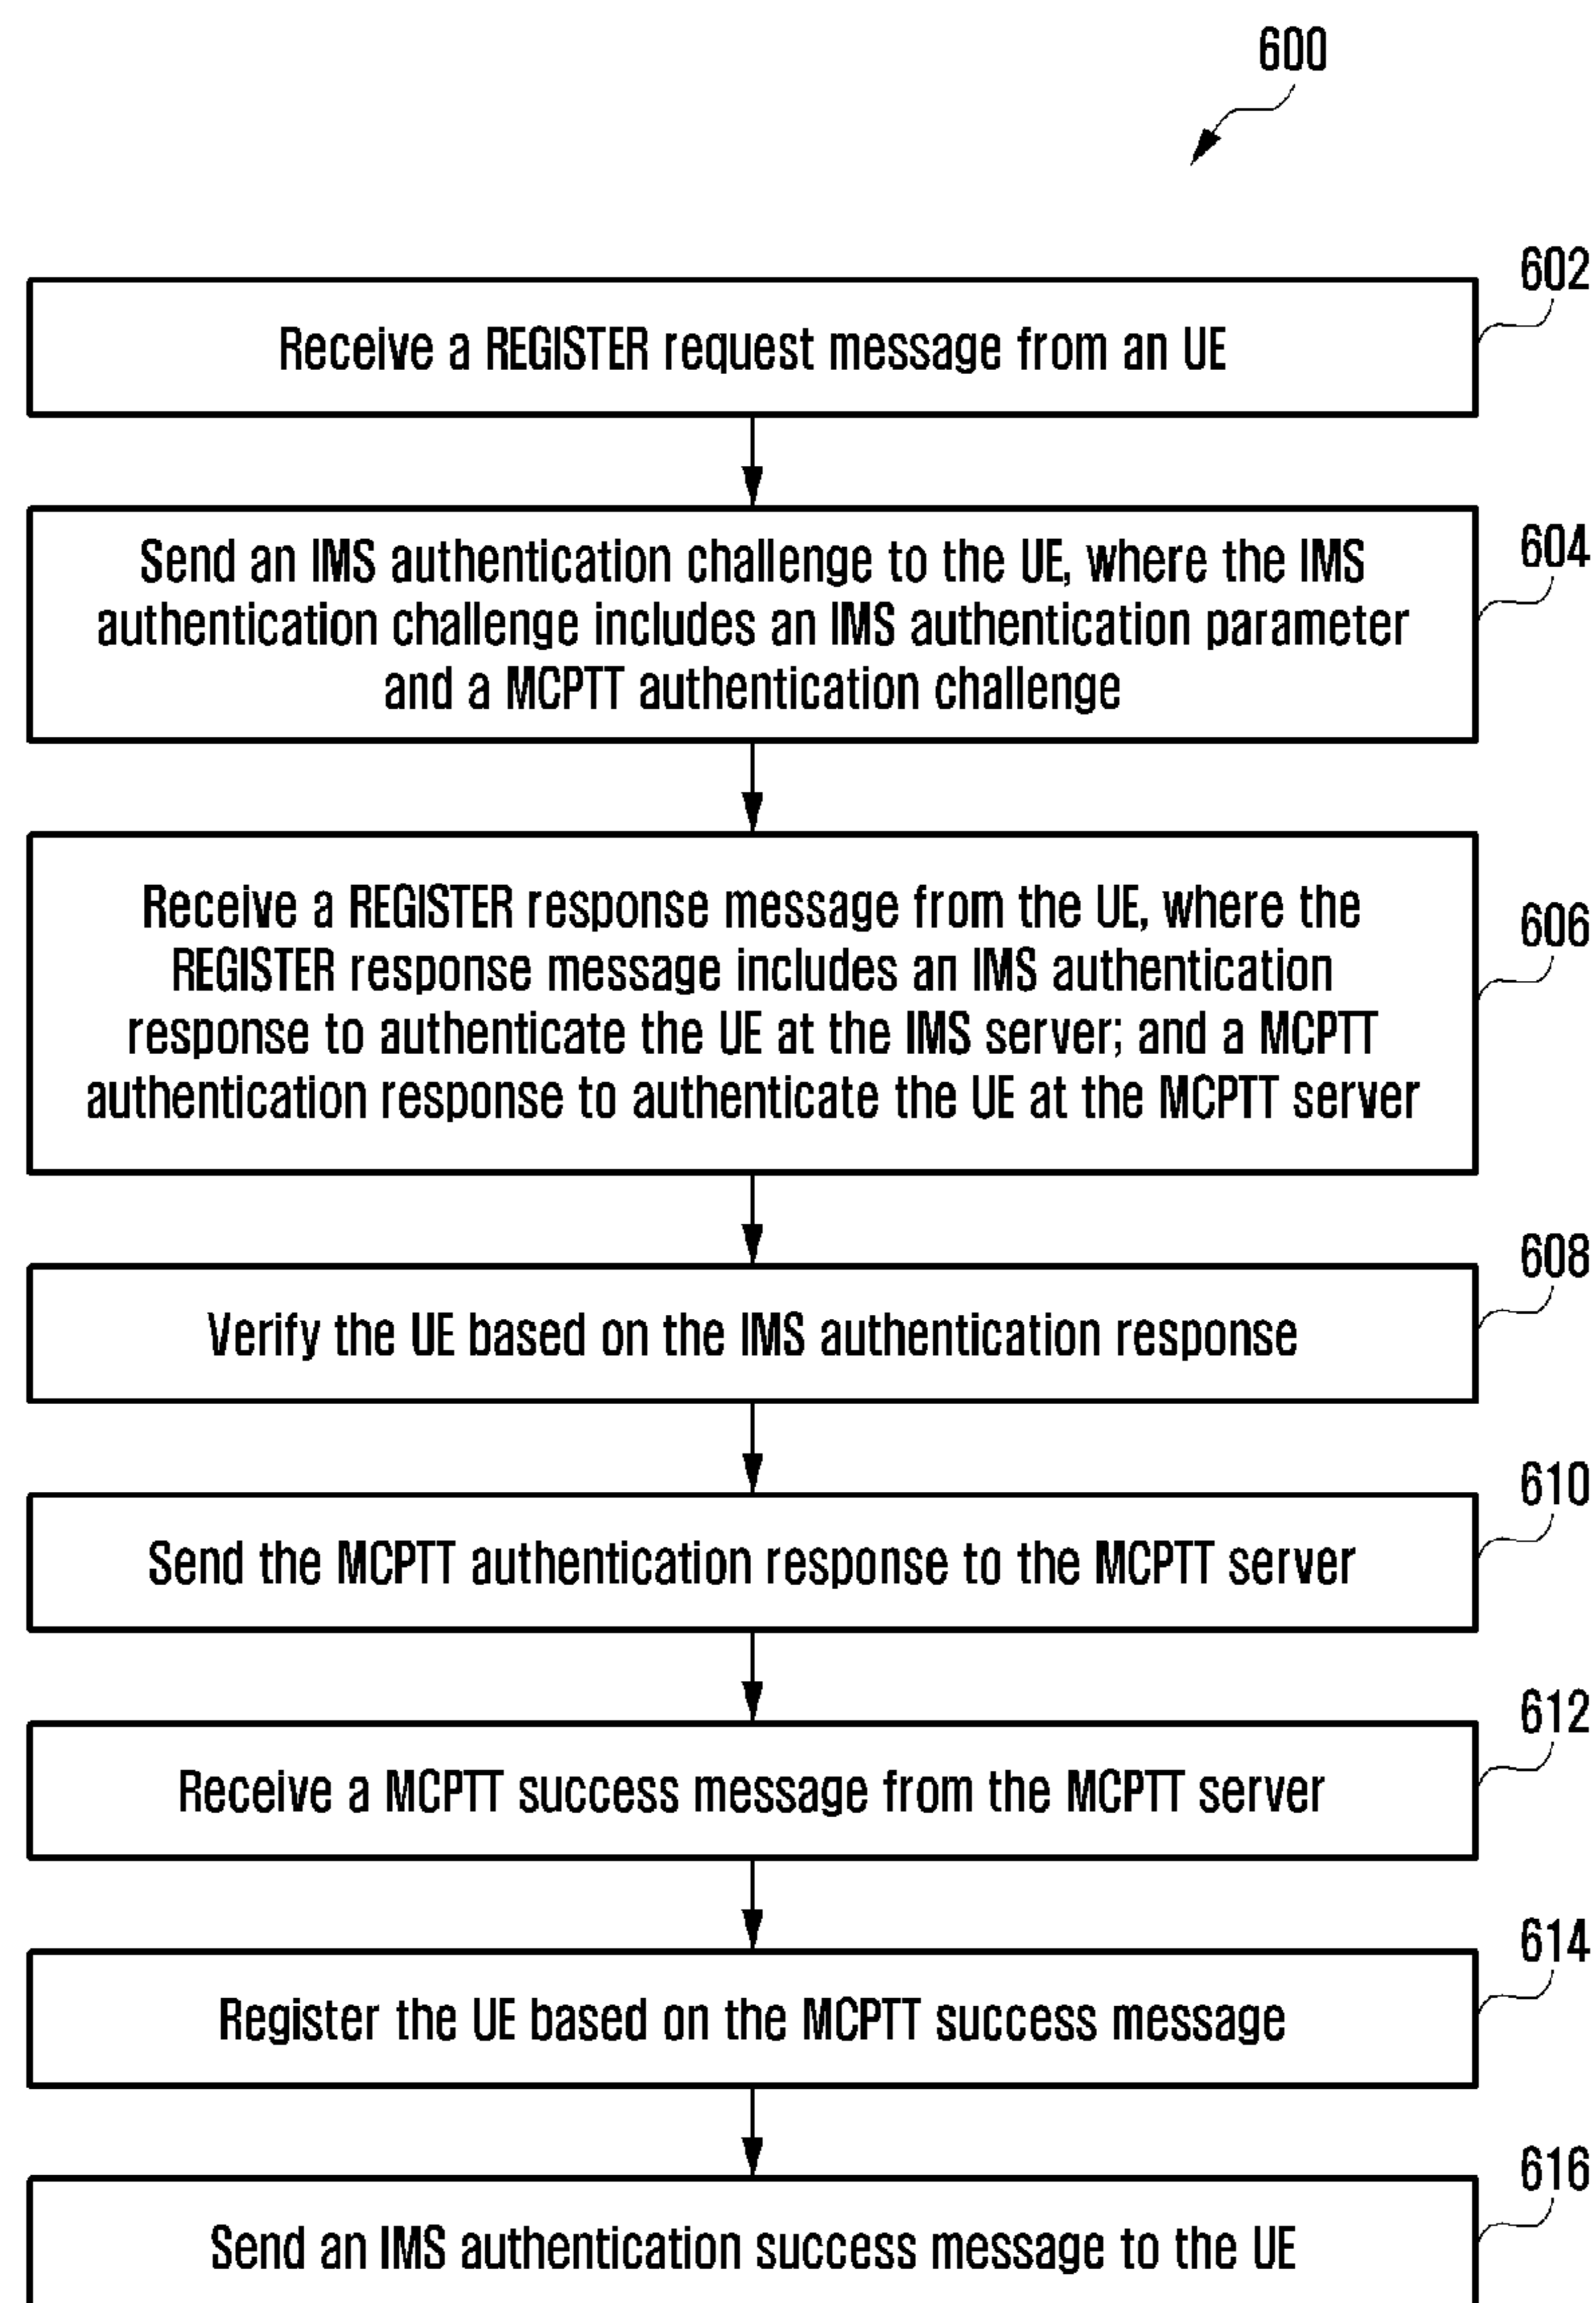 600
602
Receive a REGISTER request message from an UE
604
Send an IMS authentication challenge to the UE, where the IMS
authentication challenge includes an IMS authentication parameter
and a MCPTT authentication challenge
606
Receive a REGISTER response message from the UE, where the
REGISTER response message includes an IMS authentication
response to authenticate the UE at the IMS server; and a MCPTT
authentication response to authenticate the UE at the MCPTT server
608
Verify the UE based on the IMS authentication response
610
Send the MCPTT authentication response to the MCPTT server
612
Receive a MCPTT success message from the MCPTT server
614
Register the UE based on the MCPTT success message
616
Send an IMS authentication success message to the UE